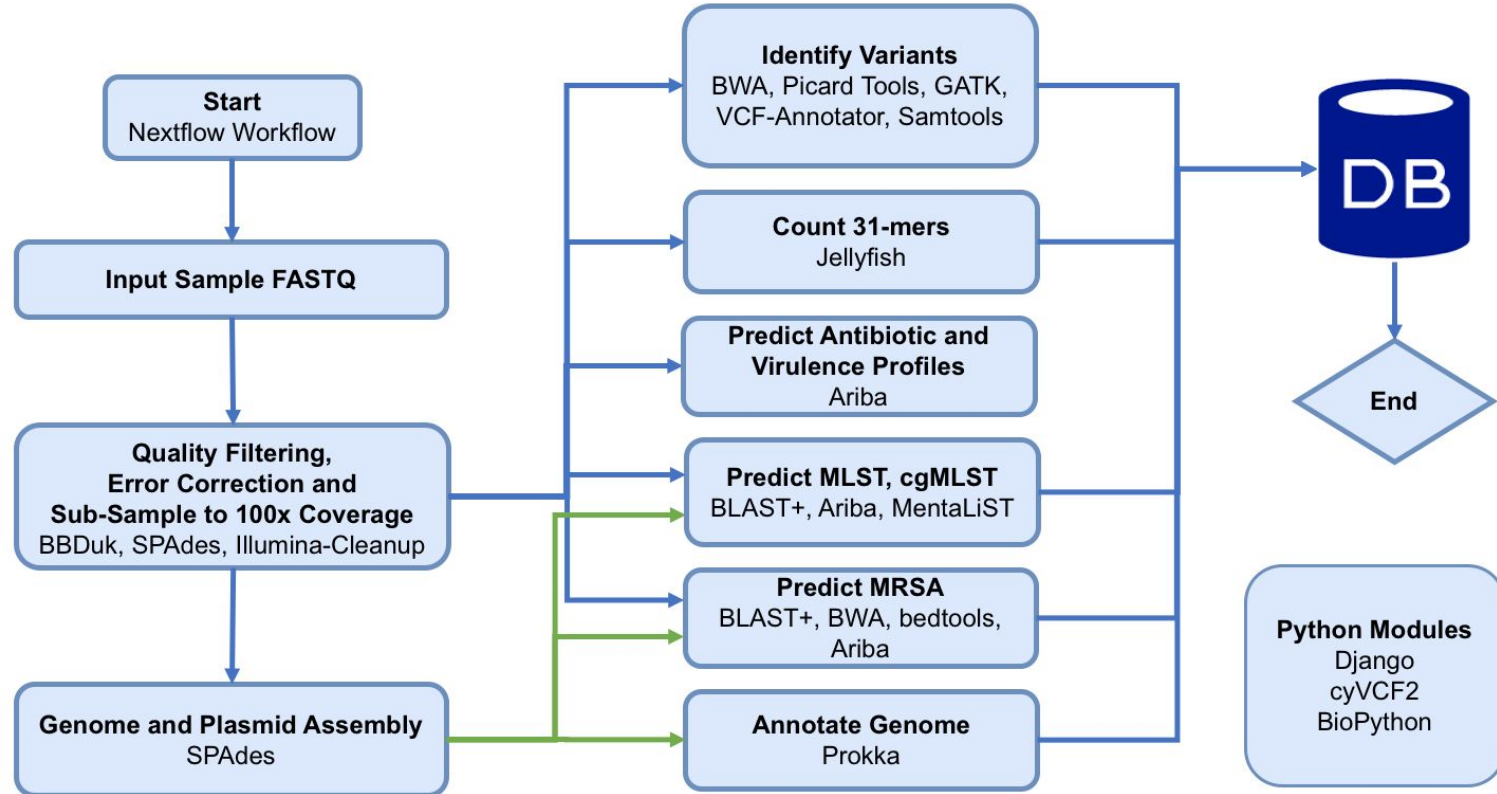 Start
Nextflow Workflow
Input Sample FASTQ
Quality Filtering,
Error Correction and
Sub-Sample to 100x Coverage
BBDuk, SPAdes, Illumina-Cleanup
Genome and Plasmid Assembly
SPAdes
Identify Variants
BWA, Picard Tools, GATK,
VCF-Annotator, Samtools
Count 31-mers
Jellyfish
Predict Antibiotic and
Virulence Profiles
Ariba
Predict MLST, cgMLST
BLAST+, Ariba, MentaLiST
Predict MRSA
BLAST+, BWA, bedtools,
Ariba
Annotate Genome
Prokka
DB
End
Python Modules
Django
cyVCF2
BioPython